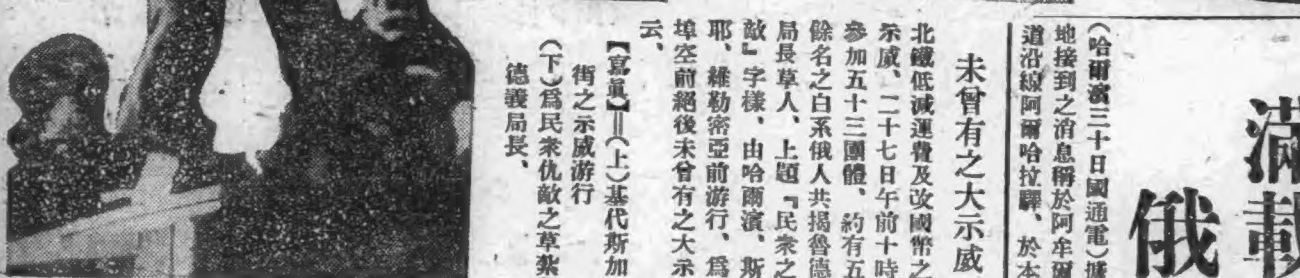 滿載
俄
（哈爾濱三十日國通電）據
地接到之消息稱於阿牟爾
道沿線阿爾哈拉驛、於本
未曾有之大示威
北鐵低減運費及改國幣之
示威、二十七日午前十時
參加五十三團體、約有五
餘名之白系俄人共揭魯德
局長草人、上題『民衆之
敵』字樣、由哈爾濱、斯
耶、維勒密亞前游行、爲
埠空前絕後未曾有之大示
云、
【寫眞】＝（上）基代斯加
街之示威游行
（下）爲民衆仇敵之草紮
德義局長、